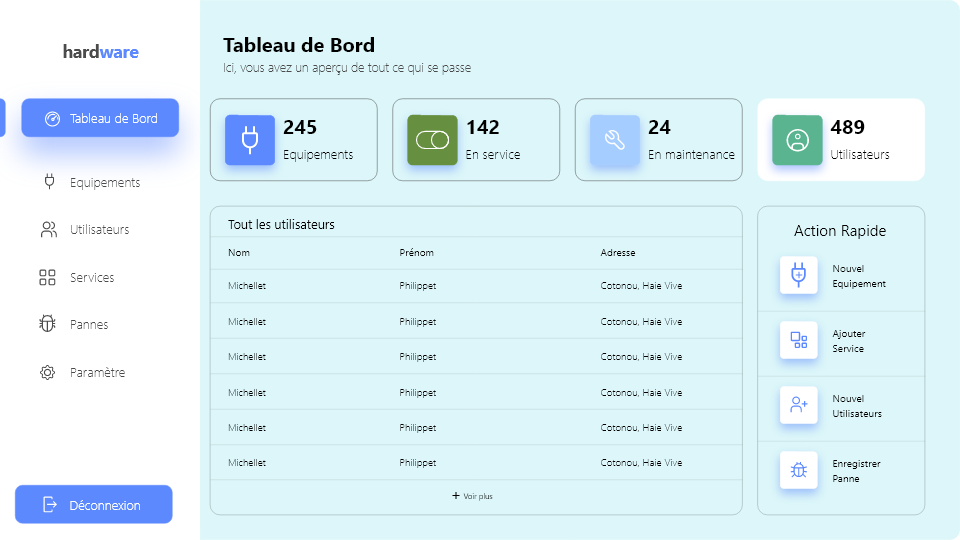 hardware
Tableau de Bord
Equipements
Utilisateurs
Services
Pannes
Paramètre
Déconnexion
Tableau de Bord
Ici, vous avez un aperçu de tout ce qui se passe
245
Equipements
142
En service
24
En maintenance
489
Utilisateurs
Tout les utilisateurs
Nom Prénom Adresse
Michellet Philippet Cotonou, Haie Vive
Michellet Philippet Cotonou, Haie Vive
Michellet Philippet Cotonou, Haie Vive
Michellet Philippet Cotonou, Haie Vive
Michellet Philippet Cotonou, Haie Vive
Michellet Philippet Cotonou, Haie Vive
+ Voir plus
Action Rapide
Nouvel
Equipement
Ajouter
Service
Nouvel
Utilisateurs
Enregistrer
Panne